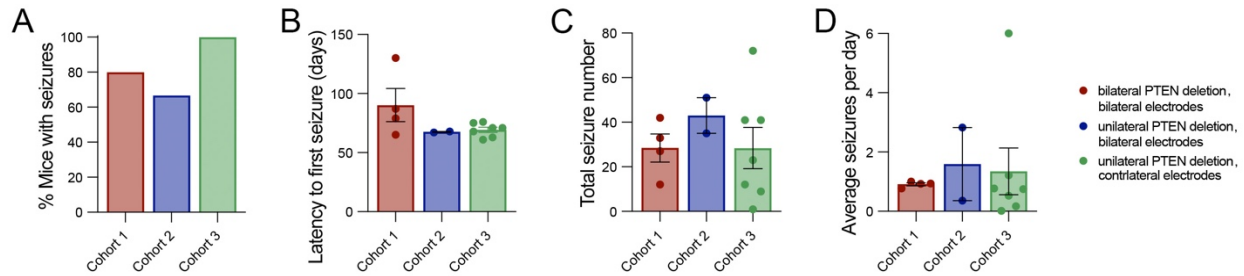 A
% Mice with seizures
100
80
60
40
20
0
Cohort 1
Cohort 2
Cohort 3
B
Latency to first seizure (days)
150
100
50
0
Cohort 1
Cohort 2
Cohort 3
C
Total seizure number
80
60
40
20
0
Cohort 1
Cohort 2
Cohort 3
D
Average seizures per day
6
4
2
0
Cohort 1
Cohort 2
Cohort 3
bilateral PTEN deletion,
bilateral electrodes
unilateral PTEN deletion,
bilateral electrodes
unilateral PTEN deletion,
contrlateral electrodes